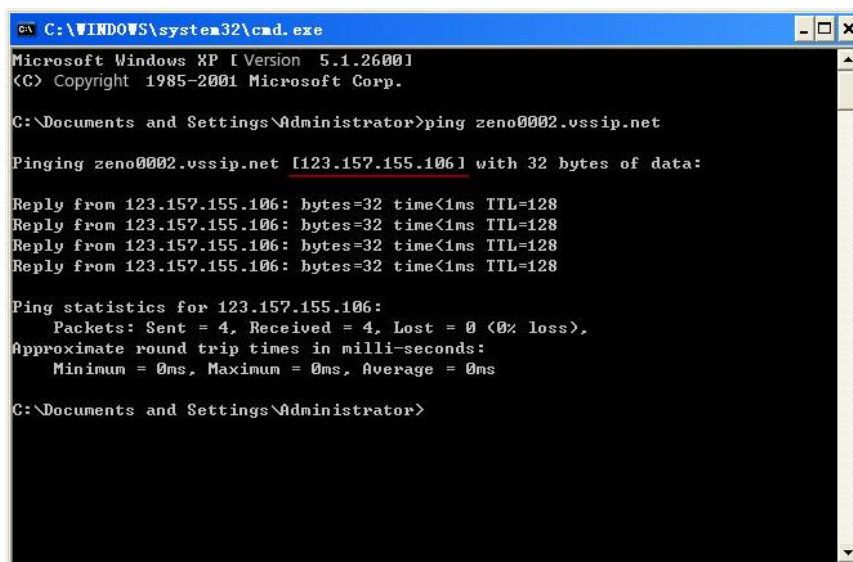 C:\WINDOWS\system32\cmd.exe
Microsoft Windows XP [ Version 5.1.2600]
(C) Copyright 1985-2001 Microsoft Corp.
C:\Documents and Settings\Administrator>ping zeno0002.vssip.net
Pinging zeno0002.vssip.net [123.157.155.106] with 32 bytes of data:
Reply from 123.157.155.106: bytes=32 time<1ms TTL=128
Reply from 123.157.155.106: bytes=32 time<1ms TTL=128
Reply from 123.157.155.106: bytes=32 time<1ms TTL=128
Reply from 123.157.155.106: bytes=32 time<1ms TTL=128
Ping statistics for 123.157.155.106:
Packets: Sent = 4, Received = 4, Lost = 0 (0% loss),
Approximate round trip times in milli-seconds:
Minimum = 0ms, Maximum = 0ms, Average = 0ms
C:\Documents and Settings\Administrator>